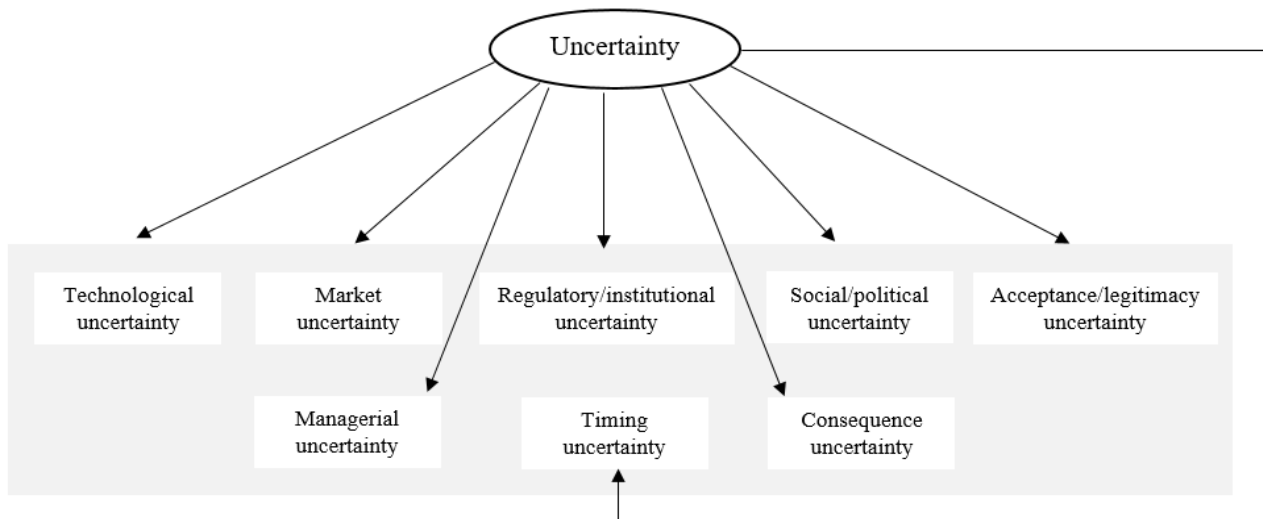 Uncertainty
Technological
uncertainty
Market
uncertainty
Regulatory/institutional
uncertainty
Social/political
uncertainty
Acceptance/legitimacy
uncertainty
Managerial
uncertainty
Timing
uncertainty
Consequence
uncertainty